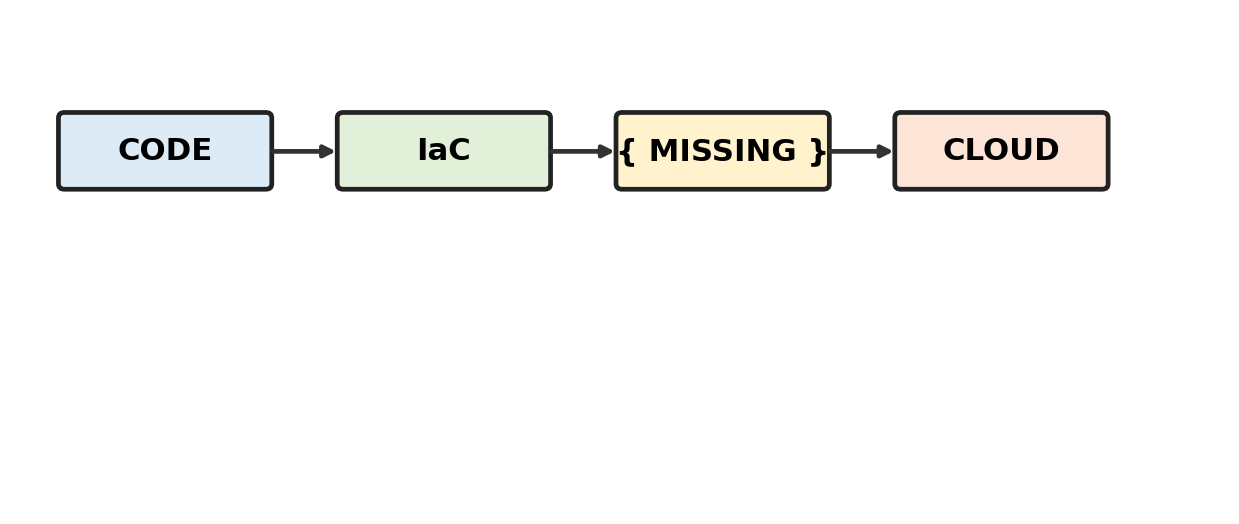 CODE
IaC
{ MISSING }
CLOUD